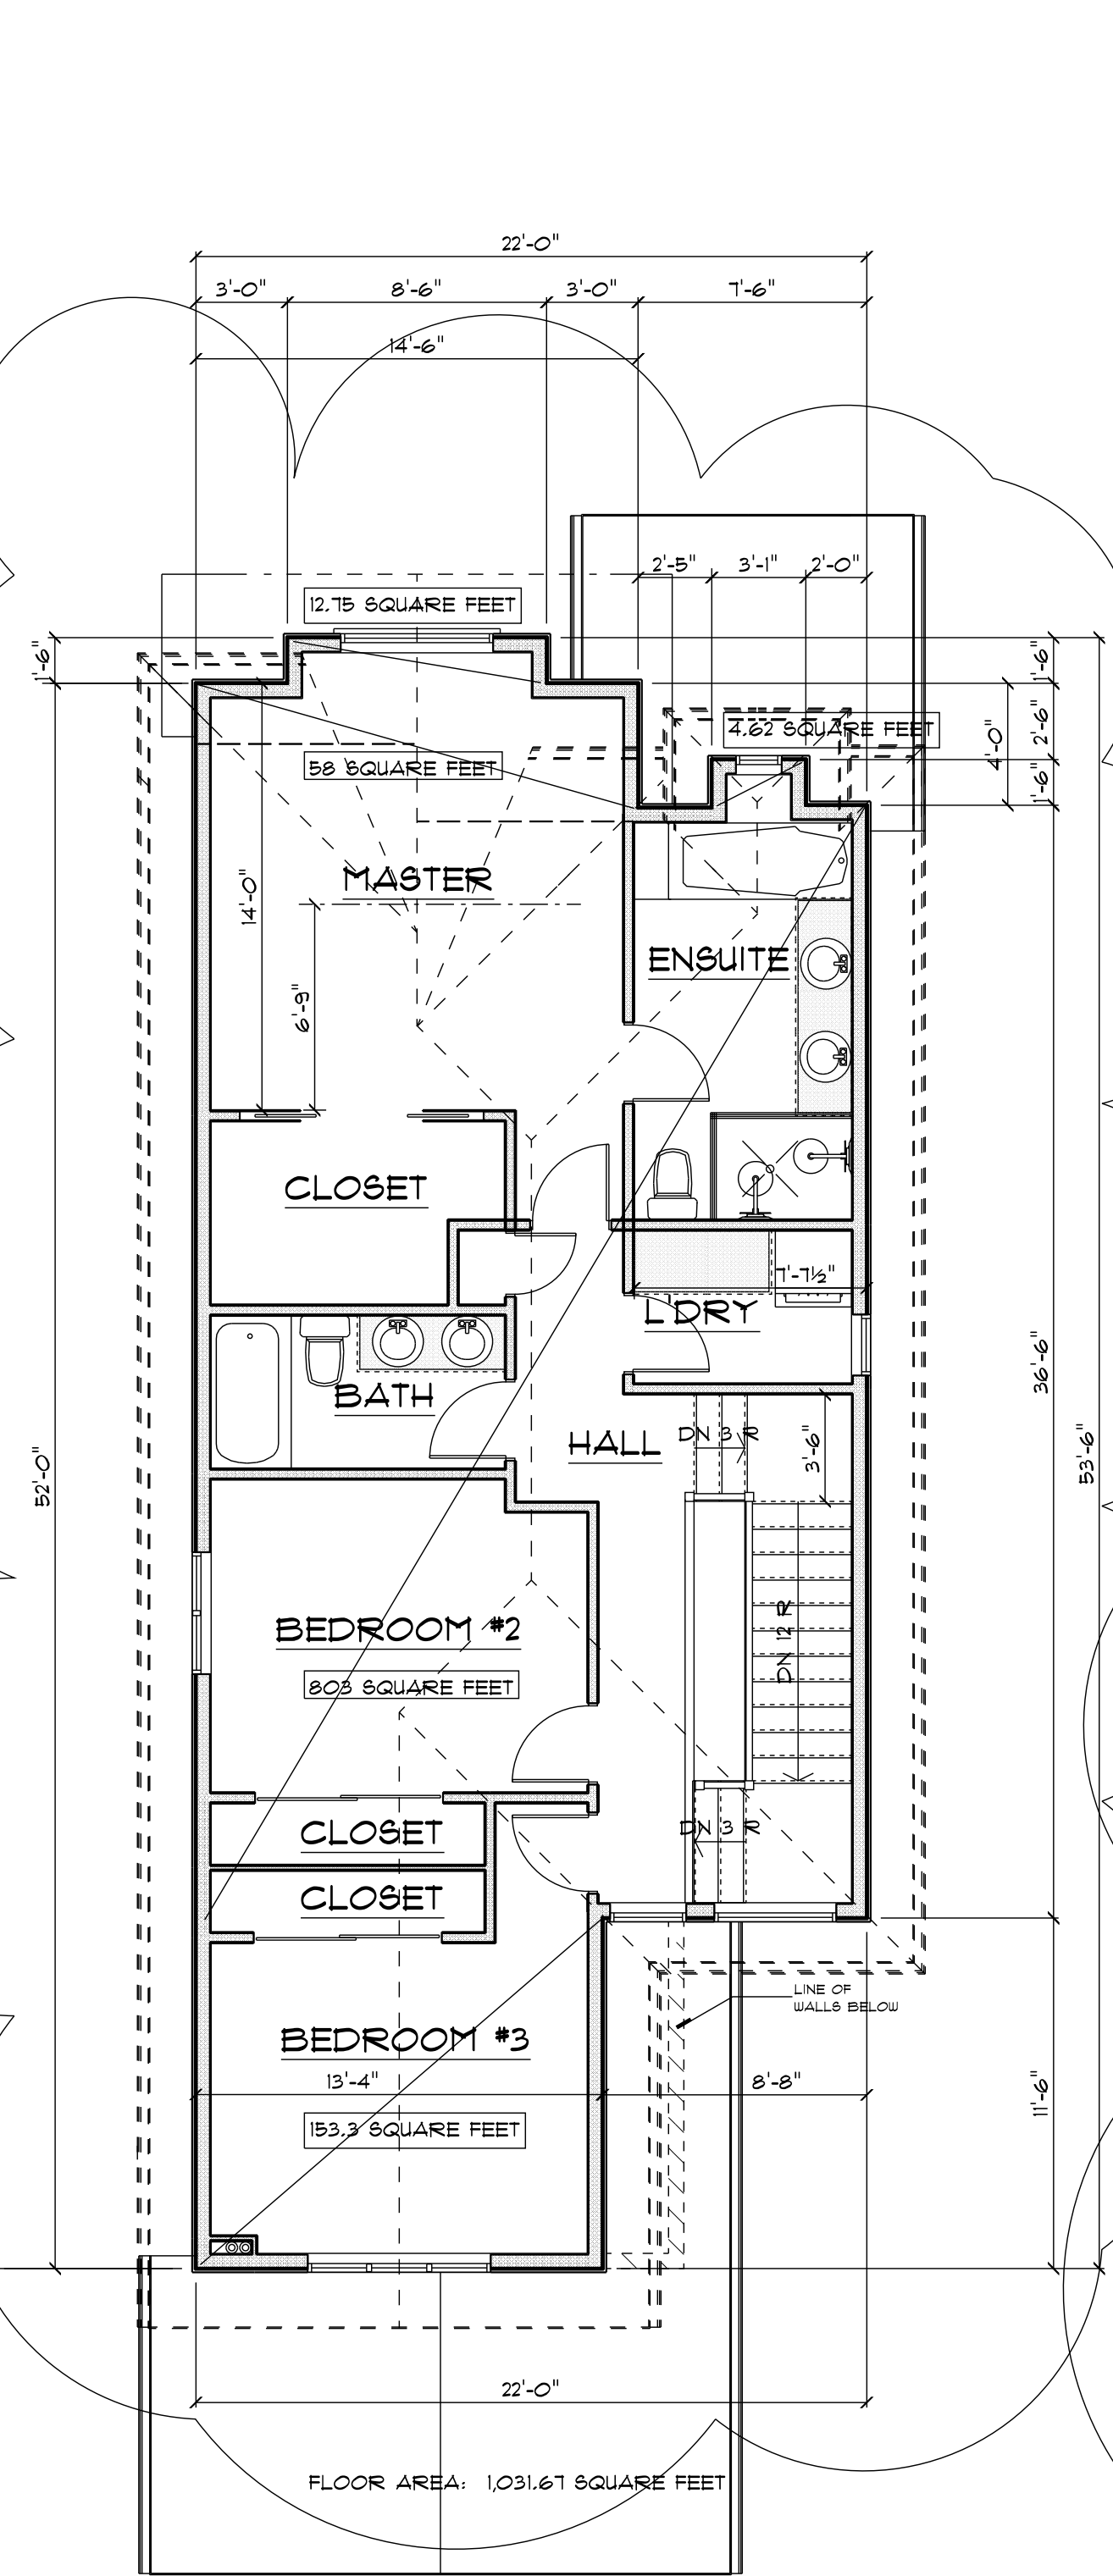 22'-0"
3'-0"
8'-6"
3'-0"
7'-6"
14'-6"
2'-5"
3'-1"
2'-0"
12.75 SQUARE FEET
1'-6"
1'-6"
4.62 SQUARE FEET
2'-6"
4'-0"
58 SQUARE FEET
1'-6"
MASTER
14'-0"
ENSUITE
6'-9"
CLOSET
7'-7½"
L'DRY
36'-6"
BATH
DN 3 R
HALL
3'-6"
52'-0"
53'-6"
BEDROOM #2
DN 12 R
803 SQUARE FEET
CLOSET
DN 3 R
CLOSET
LINE OF
WALLS BELOW
BEDROOM #3
13'-4"
8'-8"
11'-6"
153.3 SQUARE FEET
22'-0"
FLOOR AREA: 1,031.67 SQUARE FEET